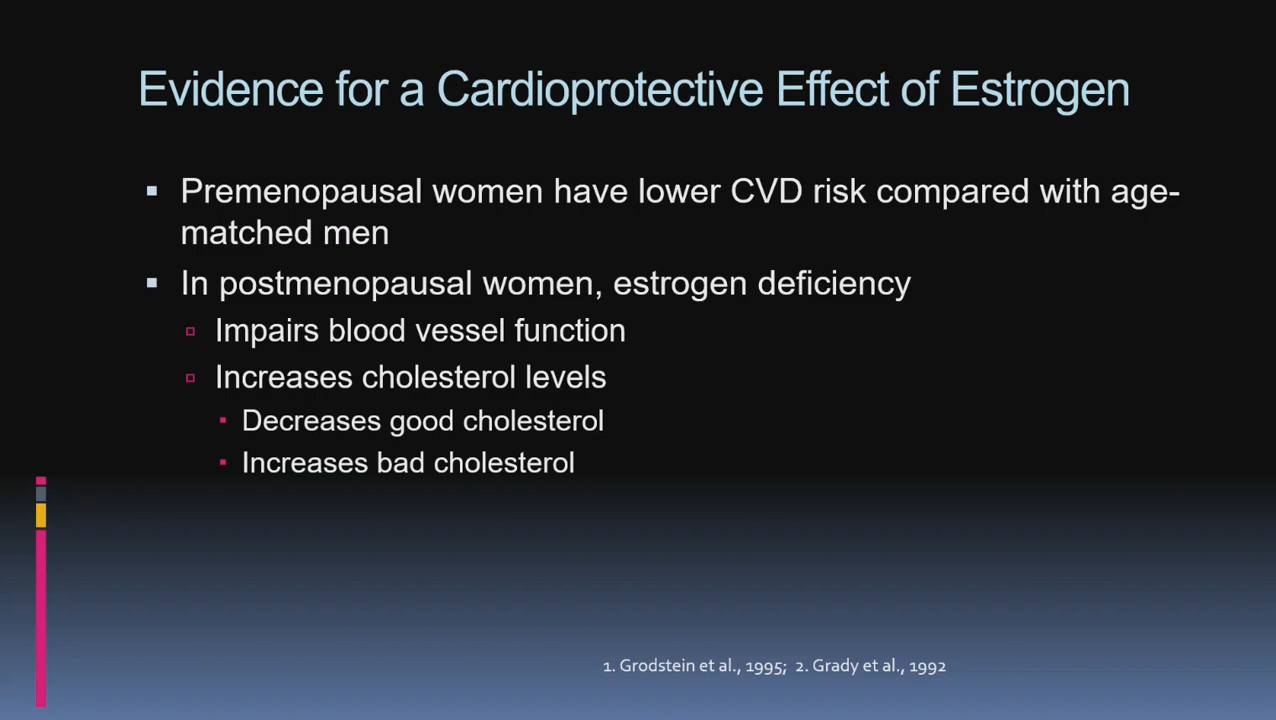 Evidence for a Cardioprotective Effect of Estrogen
Premenopausal women have lower CVD risk compared with age-
matched men
In postmenopausal women, estrogen deficiency
Impairs blood vessel function
Increases cholesterol levels
Decreases good cholesterol
Increases bad cholesterol
1. Grodstein et al., 1995; 2. Grady et al., 1992